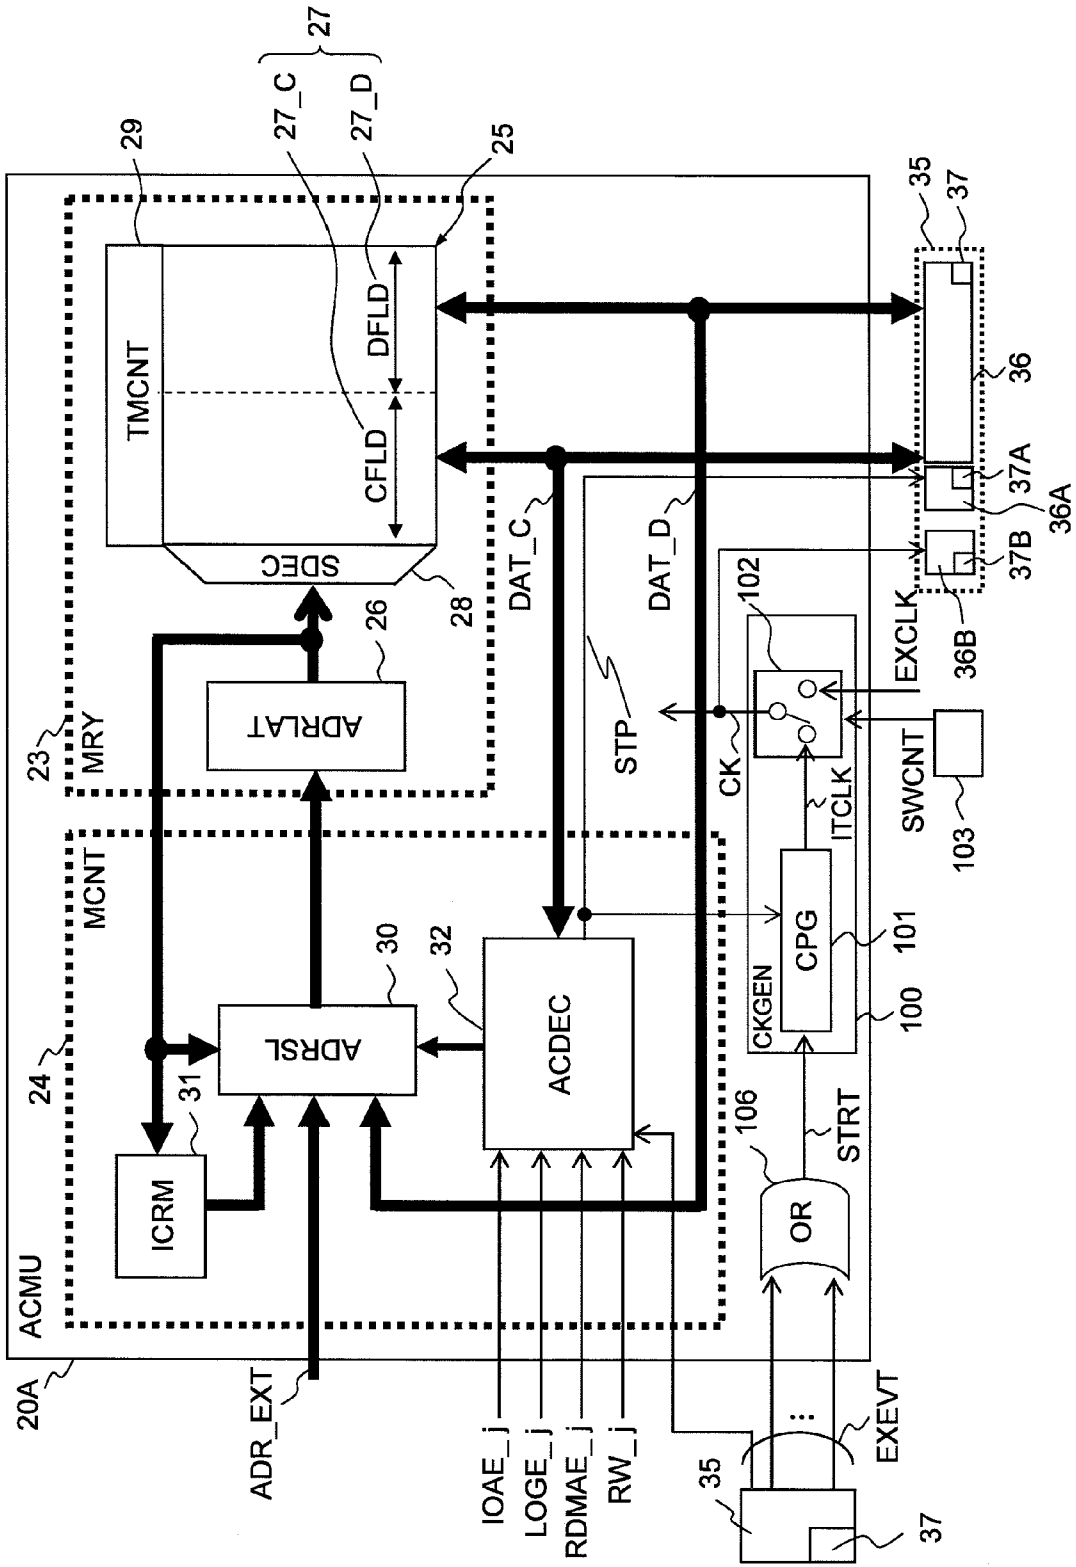 20A
ACMU
24
MCNT
23
MRY
29
TMCNT
27
27_C
27_D
25
CFLD
DFLD
SDEC
28
26
ADRLAT
31
ICRM
30
ADRSL
32
ACDEC
ADR_EXT
IOAE_j
LOGE_j
RDMAE_j
RW_j
DAT_C
DAT_D
STP
CK
102
CKGEN
CPG
101
100
ITCLK
EXCLK
SWCNT
103
106
OR
STRT
EXEVT
35
37
35
37
36
37A
36A
37B
36B